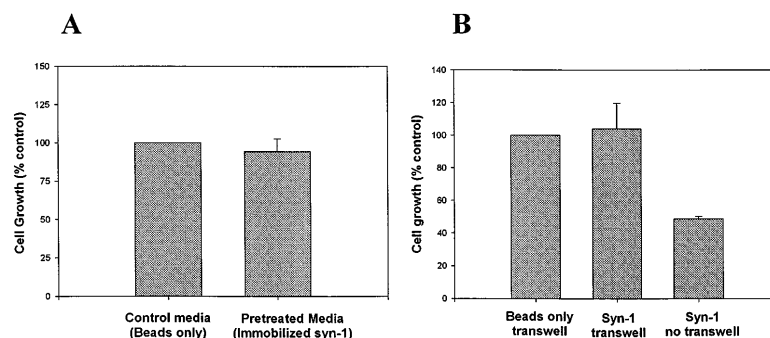 A
150
125
100
75
50
25
0
Cell Growth (% control)
Control media
(Beads only)
Pretreated Media
(Immobilized syn-1)
B
140
120
100
80
60
40
20
0
Cell growth (% control)
Beads only
transwell
Syn-1
transwell
Syn-1
no transwell